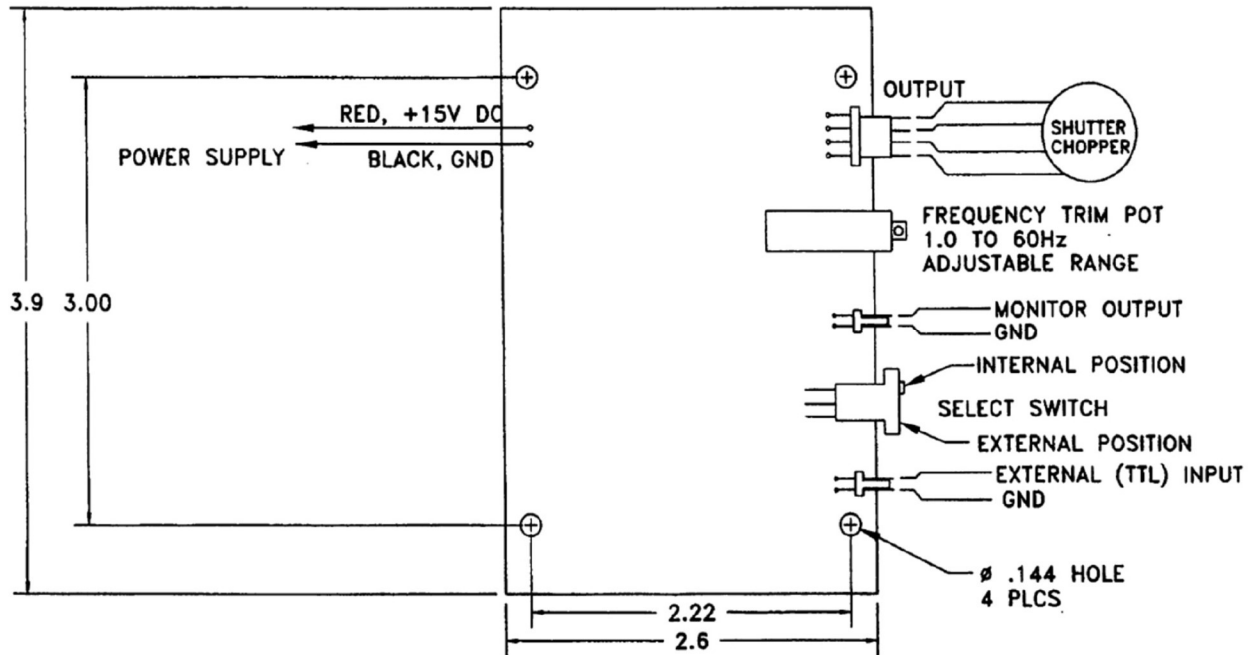 OUTPUT
RED, +15V DC
POWER SUPPLY
BLACK, GND
SHUTTER
CHOPPER
FREQUENCY TRIM POT
1.0 TO 60Hz
ADJUSTABLE RANGE
3.9 3.00
MONITOR OUTPUT
GND
INTERNAL POSITION
SELECT SWITCH
EXTERNAL POSITION
EXTERNAL (TTL) INPUT
GND
ø .144 HOLE
4 PLCS
2.22
2.6